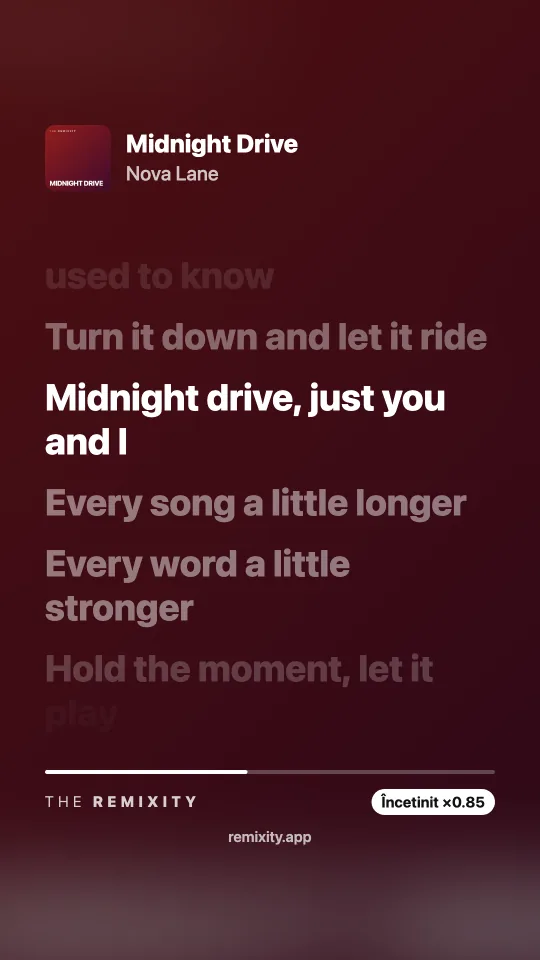 THE REMIXITY
MIDNIGHT DRIVE
Midnight Drive
Nova Lane
used to know
Turn it down and let it ride
Midnight drive, just you
and I
Every song a little longer
Every word a little
stronger
Hold the moment, let it
play
THE REMIXITY
Încetinit ×0.85
remixity.app